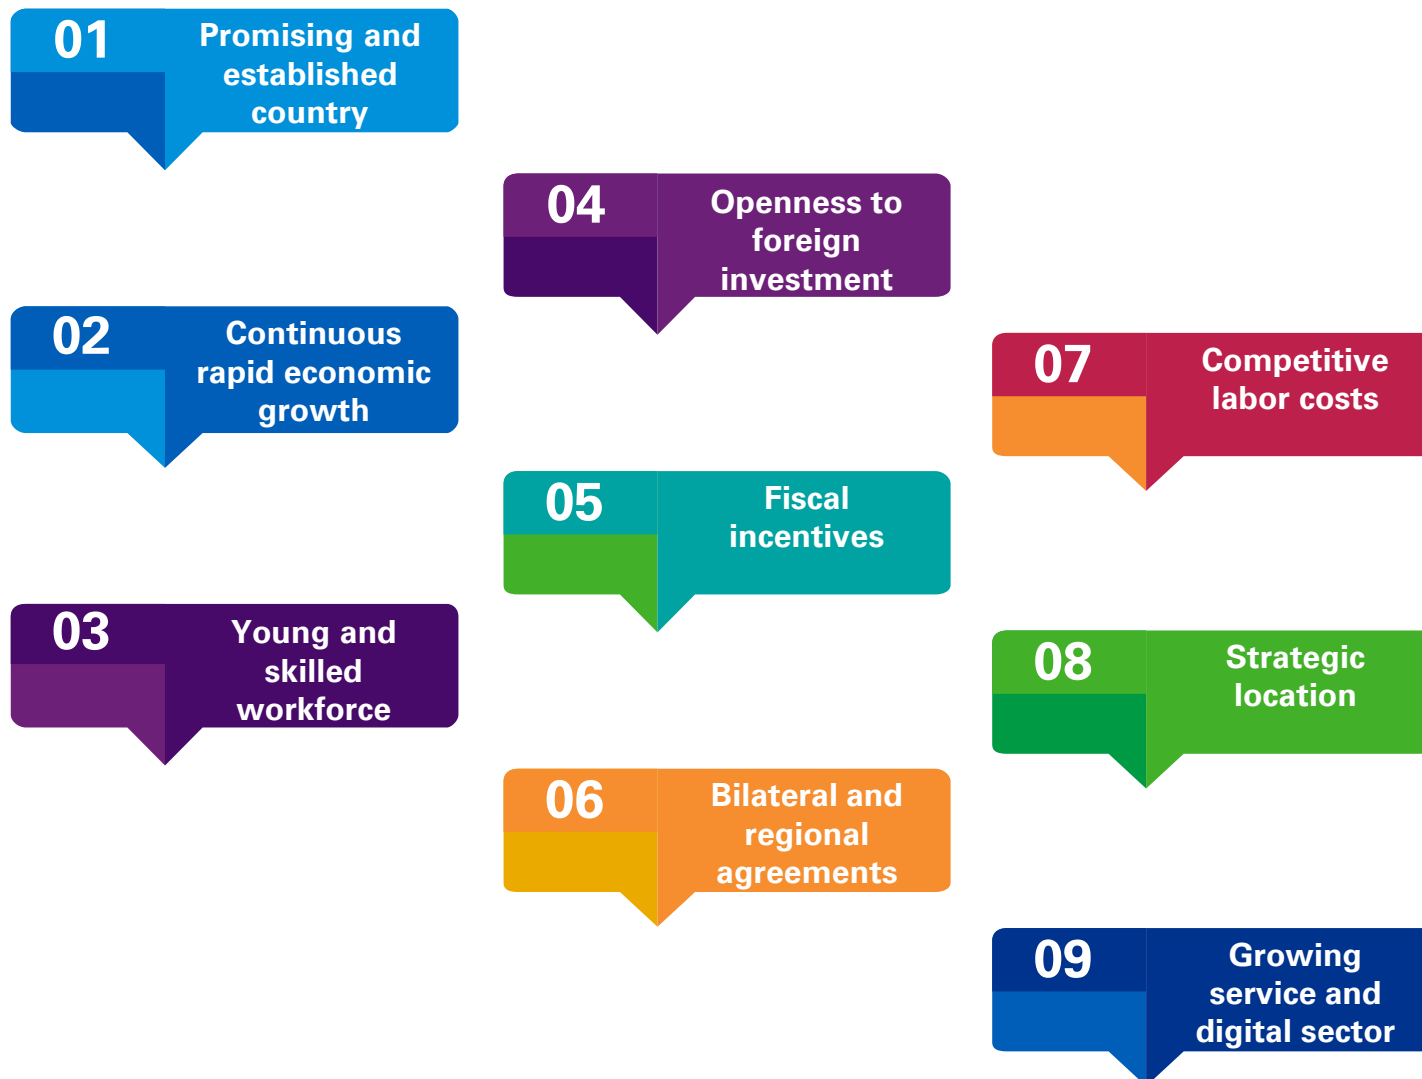 01
Promising and
established
country
02
Continuous
rapid economic
growth
03
Young and
skilled
workforce
04
Openness to
foreign
investment
05
Fiscal
incentives
06
Bilateral and
regional
agreements
07
Competitive
labor costs
08
Strategic
location
09
Growing
service and
digital sector